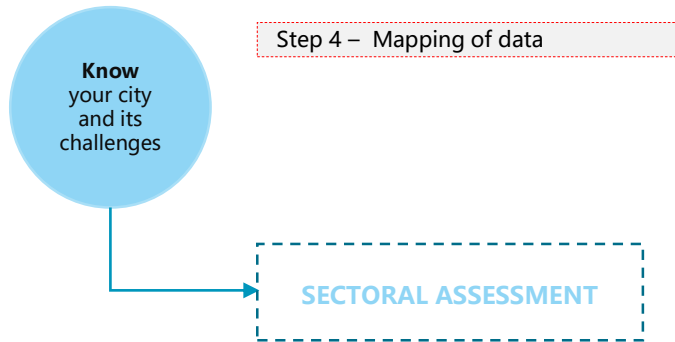 Step 4 – Mapping of data
Know
your city
and its
challenges
SECTORAL ASSESSMENT